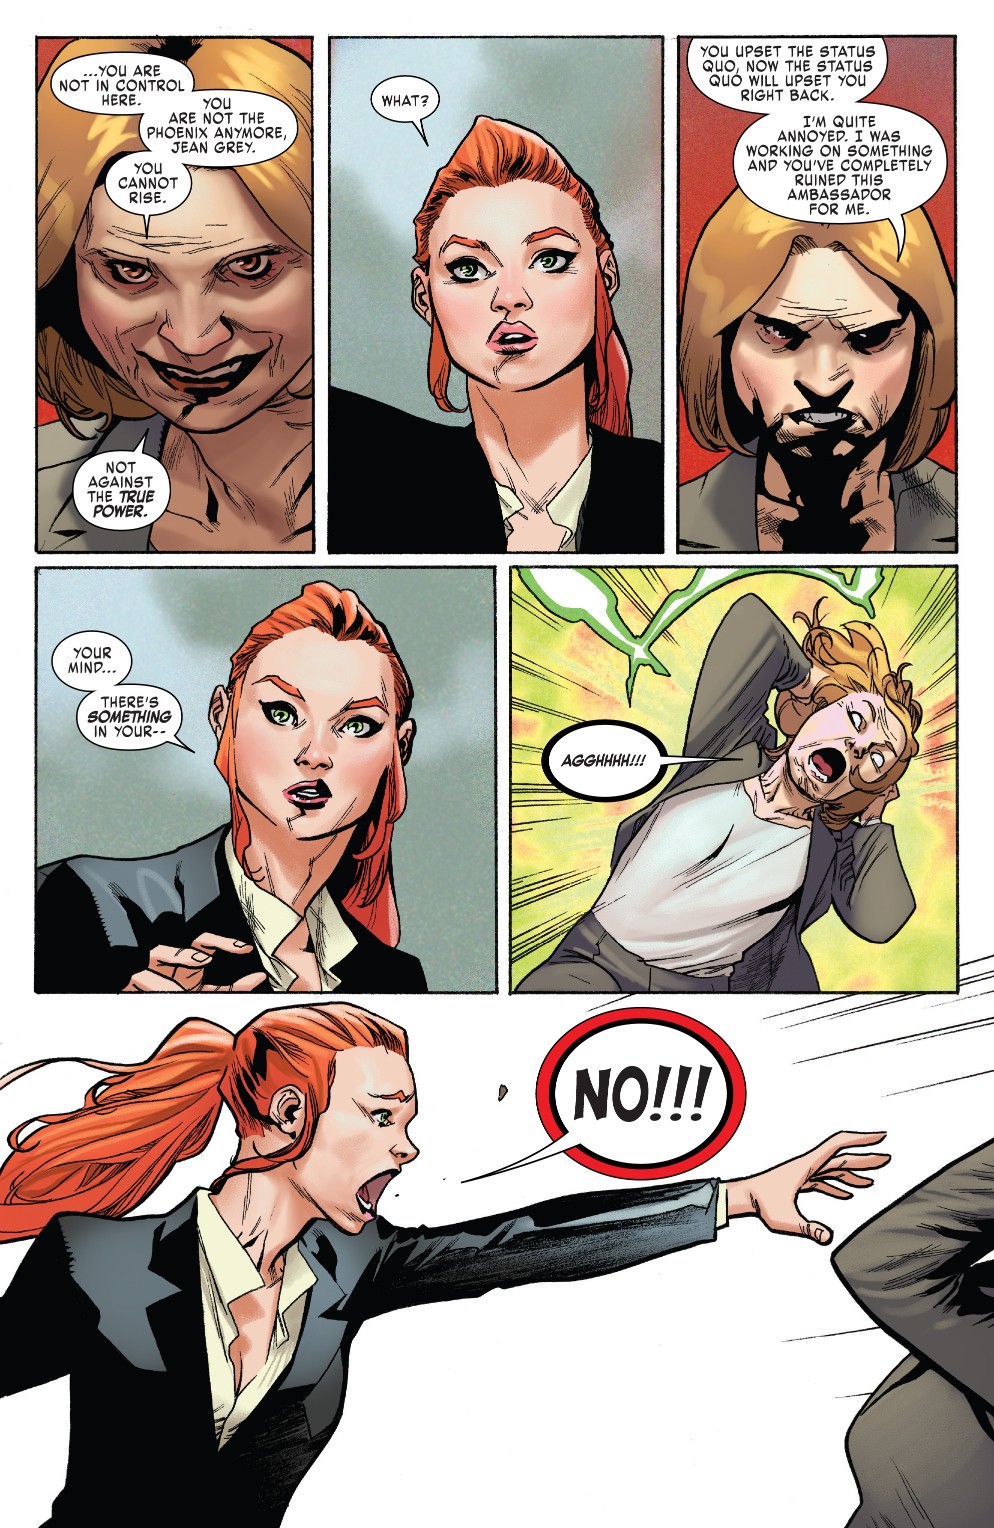 ...YOU ARE
NOT IN CONTROL
HERE.
YOU
ARE NOT THE
PHOENIX ANYMORE,
JEAN GREY.
YOU
CANNOT
RISE.
NOT
AGAINST
THE TRUE
POWER.
WHAT?
YOU UPSET THE STATUS
QUO, NOW THE STATUS
QUO WILL UPSET YOU
RIGHT BACK.
I'M QUITE
ANNOYED. I WAS
WORKING ON SOMETHING
AND YOU'VE COMPLETELY
RUINED THIS
AMBASSADOR
FOR ME.
YOUR
MIND...
THERE'S
SOMETHING
IN YOUR--
AGGHHHH!!!
NO!!!